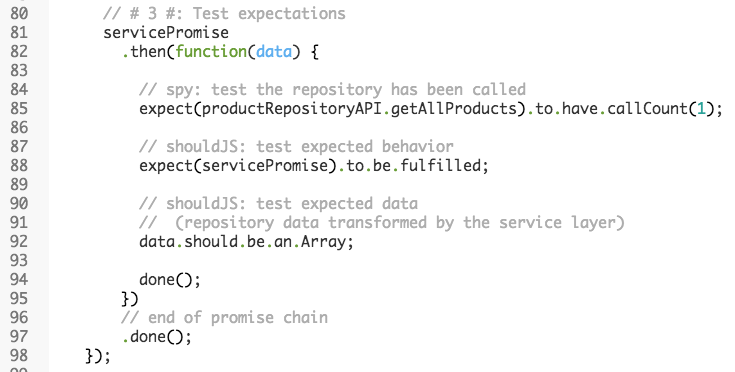 80 // # 3 #: Test expectations
81 servicePromise
82 .then(function(data) {
83
84 // spy: test the repository has been called
85 expect(productRepositoryAPI.getAllProducts).to.have.callCount(1);
86
87 // shouldJS: test expected behavior
88 expect(servicePromise).to.be.fulfilled;
89
90 // shouldJS: test expected data
91 // (repository data transformed by the service layer)
92 data.should.be.an.Array;
93
94 done();
95 })
96 // end of promise chain
97 .done();
98 });